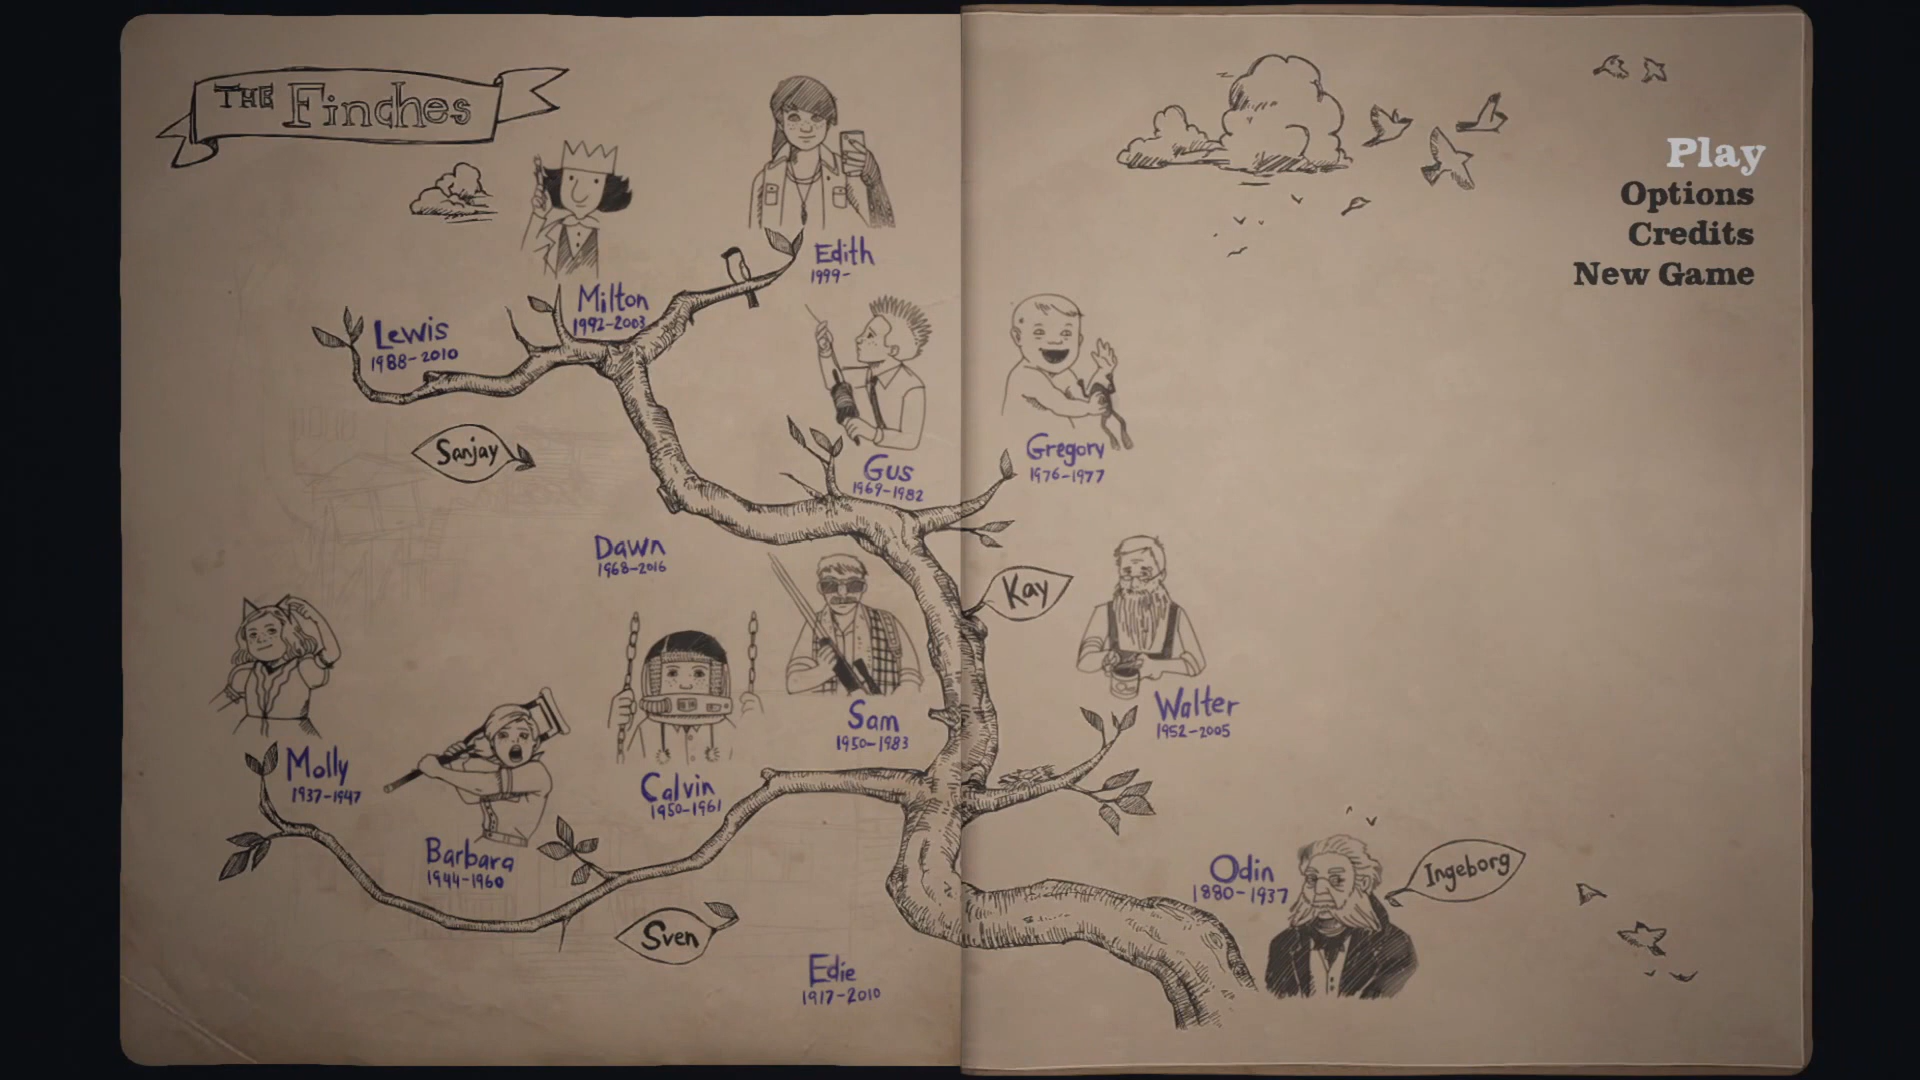 THE Finches
Play
Options
Credits
New Game
Edith
1999-
Milton
1992-2003
Lewis
1988-2010
Sanjay
Gus
1969-1982
Gregory
1976-1977
Dawn
1968-2016
Kay
Walter
1952-2005
Sam
1950-1983
Molly
1937-1947
Calvin
1950-1961
Barbara
1944-1960
Odin
1880-1937
Ingeborg
Sven
Edie
1917-2010